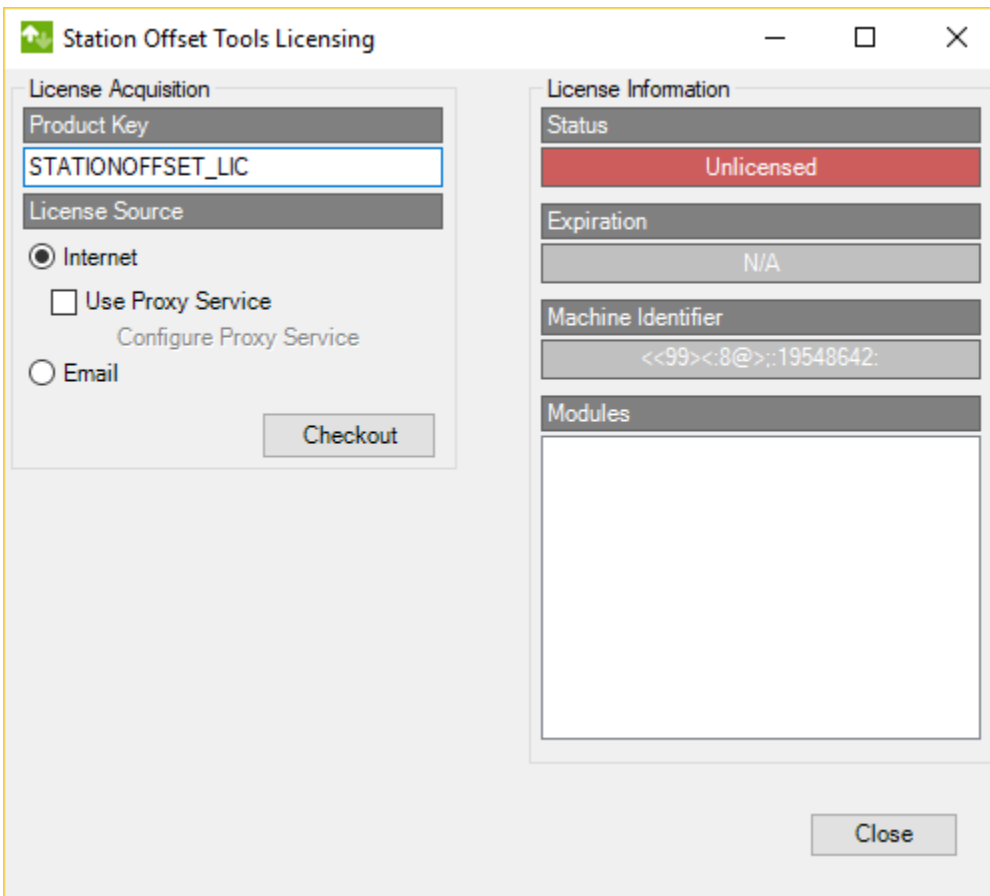 Station Offset Tools Licensing
License Acquisition
Product Key
STATIONOFFSET_LIC
License Source
Internet
Use Proxy Service
Configure Proxy Service
Email
Checkout
License Information
Status
Unlicensed
Expiration
N/A
Machine Identifier
<<99><:8@>;:19548642:
Modules
Close